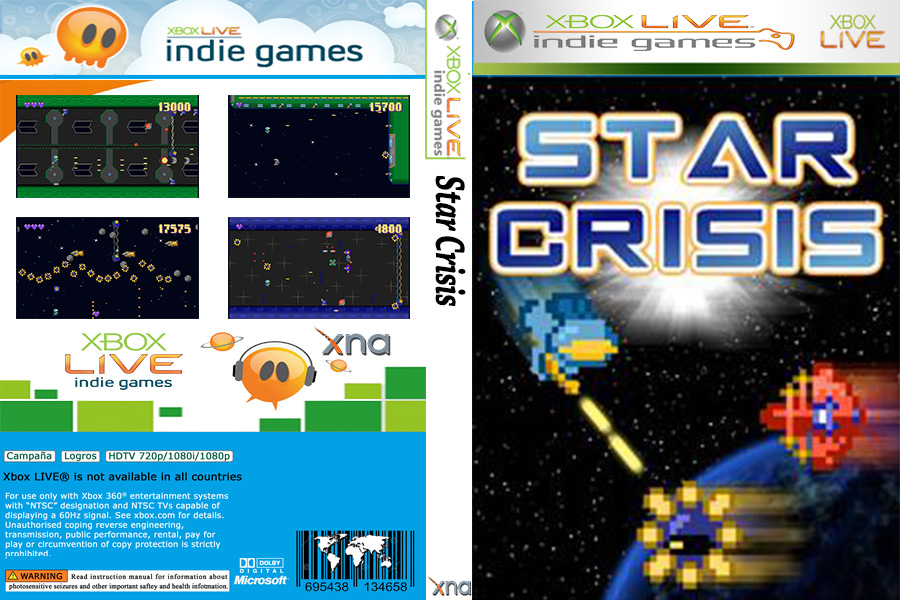 XBOX LIVE
indie games
13000
15700
17575
4800
XBOX
LIVE
indie games
xna
Campaña
Logros
HDTV 720p/1080i/1080p
Xbox LIVE® is not available in all countries
For use only with Xbox 360® entertainment systems
with “NTSC” designation and NTSC TVs capable of
displaying a 60Hz signal. See xbox.com for details.
Unauthorised coping reverse engineering,
transmission, public performance, rental, pay for
play or circumvention of copy protection is strictly
prohibited.
WARNING Read instruction manual for information about
photosensitive seizures and other important saftey and health infotmation.
DOLBY
DIGITAL
Microsoft
695438 134658
XBOX LIVE
indie games
Star Crisis
xna
XBOX LIVE
indie games
XBOX
LIVE
STAR
CRISIS